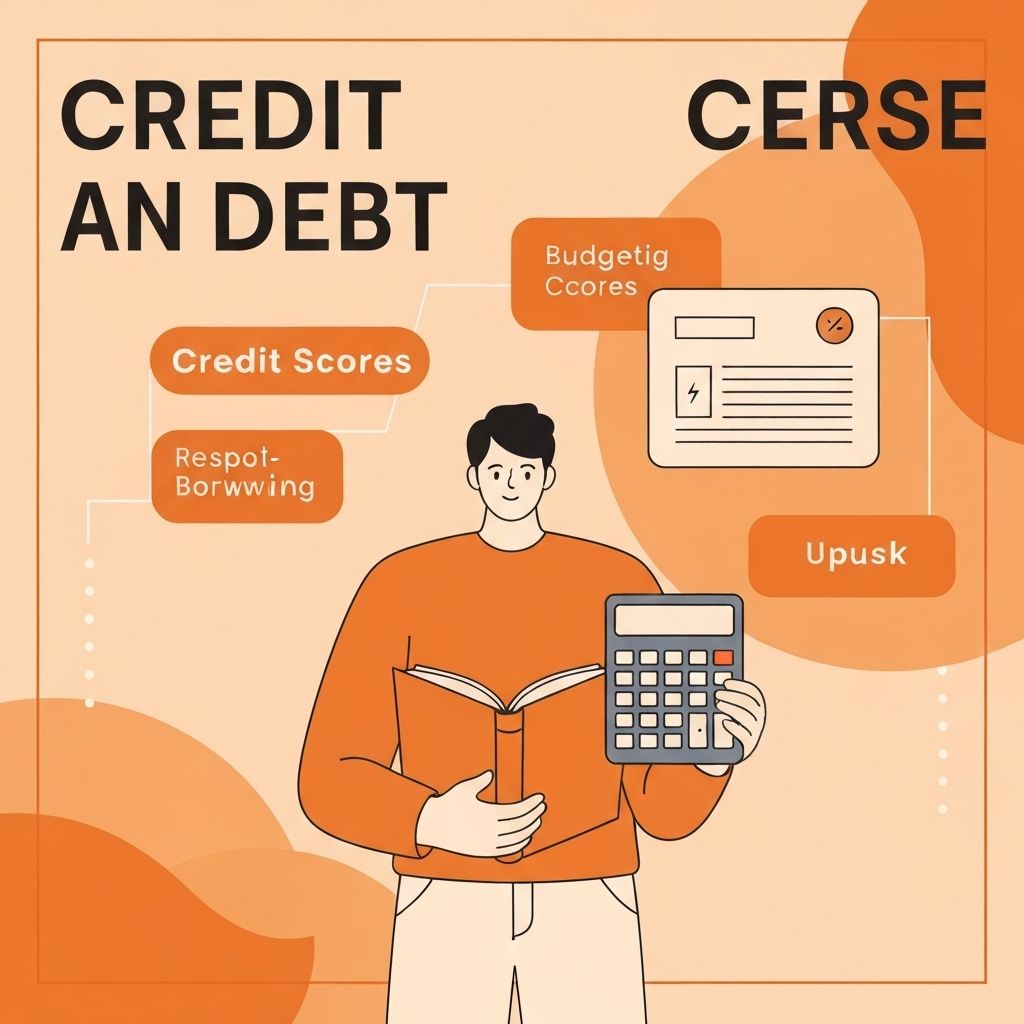 CREDIT
CERSE
AN DEBT
Budgetig
Ccores
Credit Scores
Respot-
Borwwing
Upusk